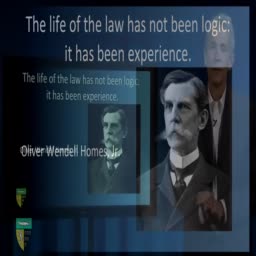 The life of the law has not been logic:
it has been experience.
The life of the law has not been logic:
it has been experience.
Oliver Wendell Homes, Jr.